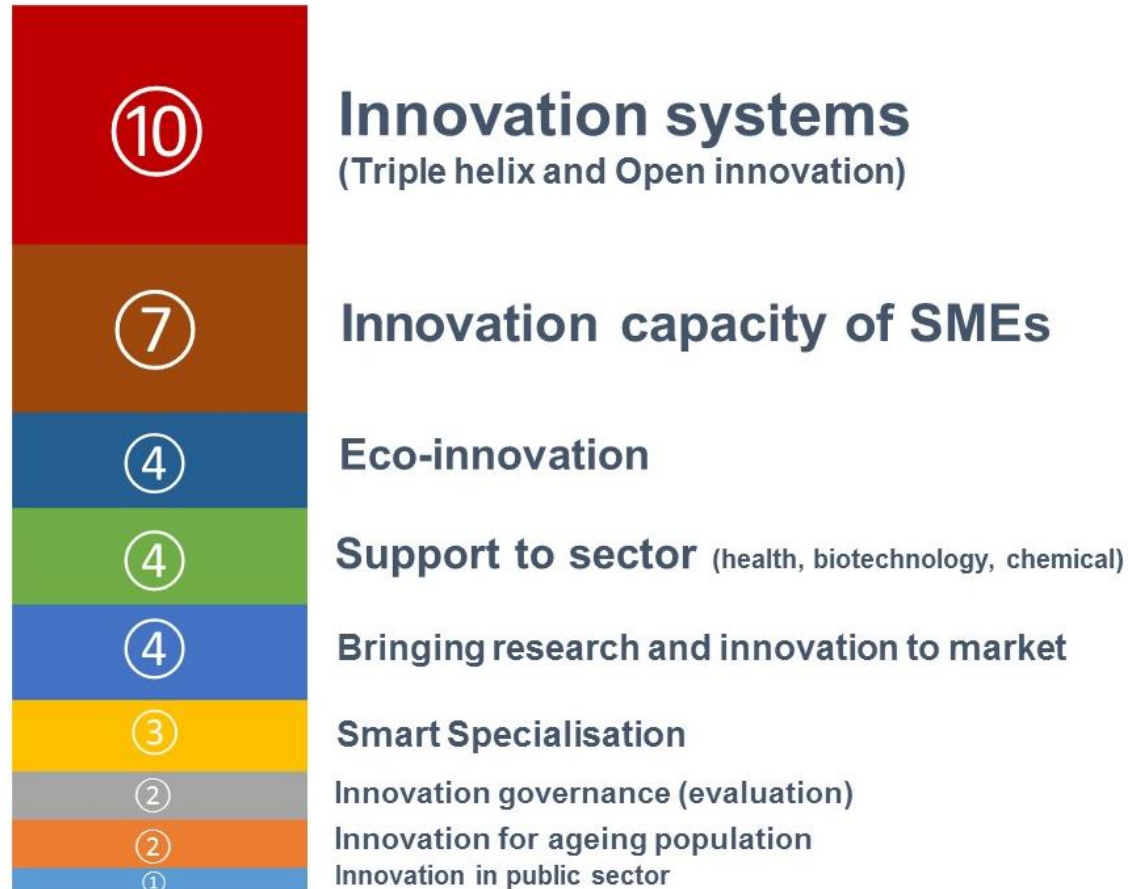 ⑩ Innovation systems
(Triple helix and Open innovation)
⑦ Innovation capacity of SMEs
④ Eco-innovation
④ Support to sector (health, biotechnology, chemical)
④ Bringing research and innovation to market
③ Smart Specialisation
② Innovation governance (evaluation)
② Innovation for ageing population
① Innovation in public sector